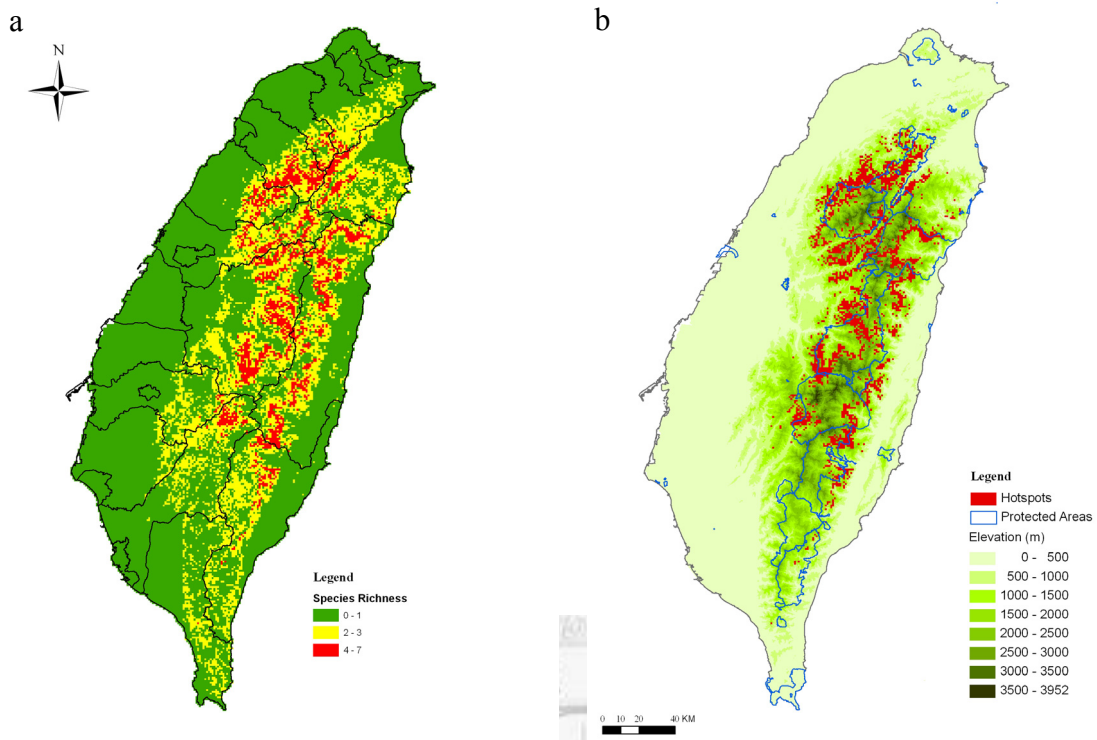 a
N
Legend
Species Richness
0 - 1
2 - 3
4 - 7
b
Legend
Hotspots
Protected Areas
Elevation (m)
0 - 500
500 - 1000
1000 - 1500
1500 - 2000
2000 - 2500
2500 - 3000
3000 - 3500
3500 - 3952
0 10 20 40 KM